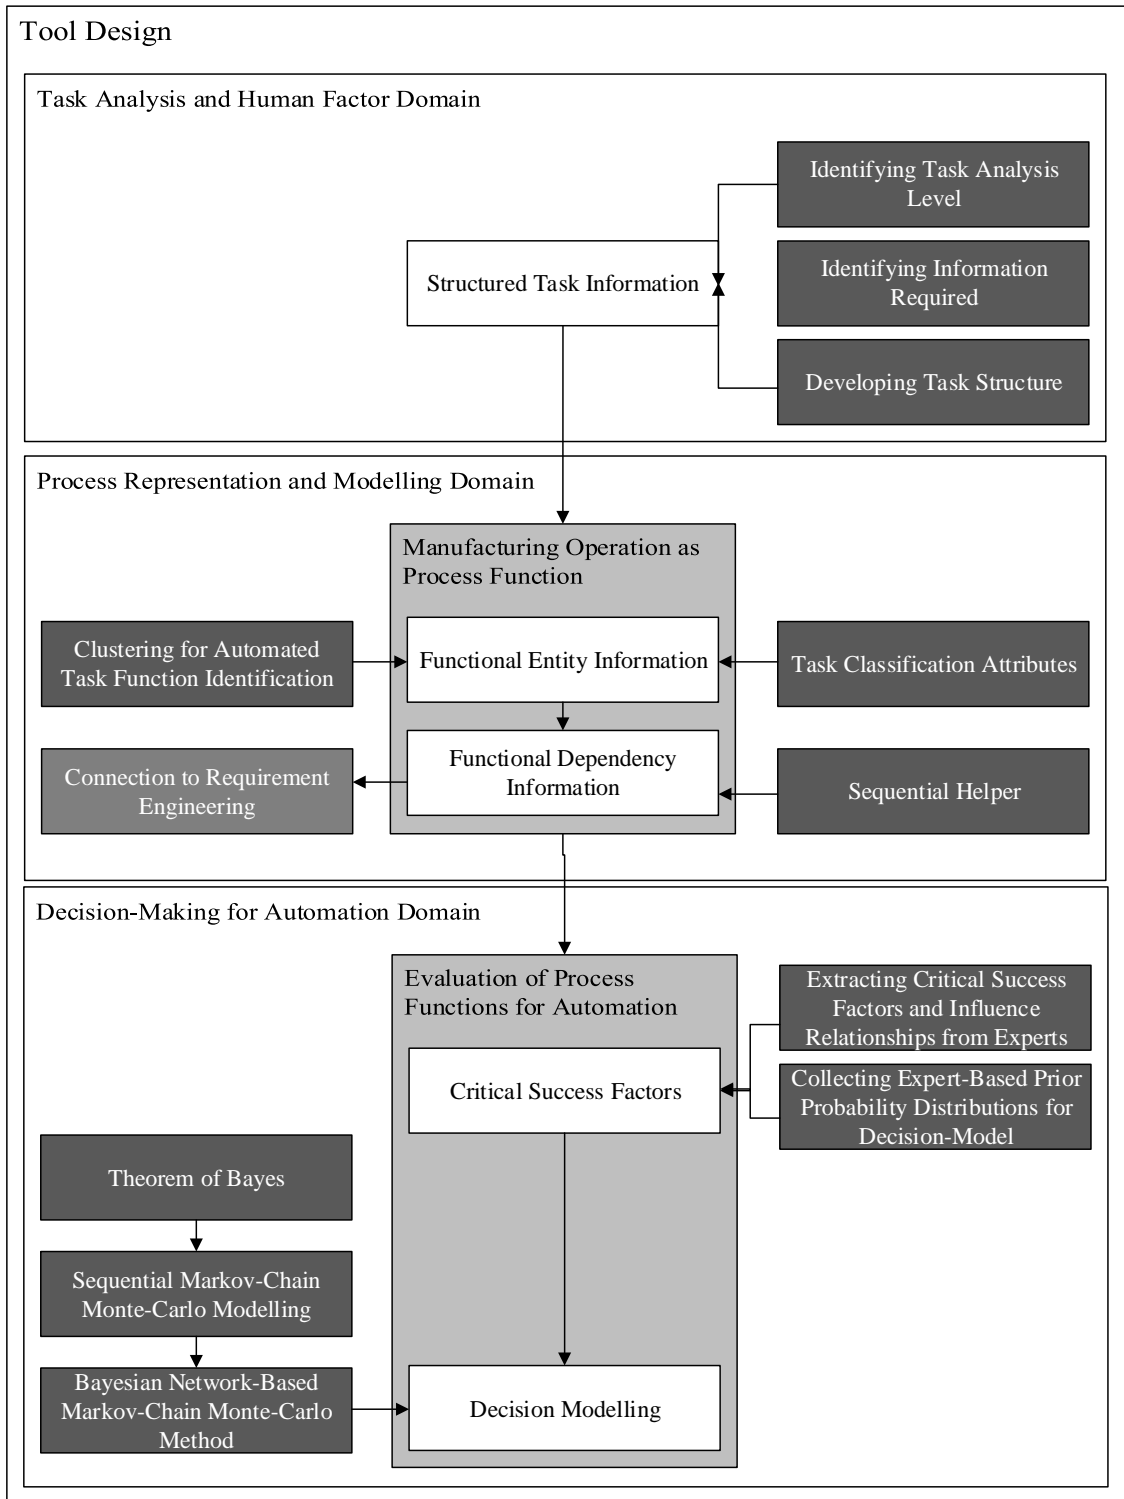 Tool Design
Task Analysis and Human Factor Domain
Identifying Task Analysis
Level
Structured Task Information
Identifying Information
Required
Developing Task Structure
Process Representation and Modelling Domain
Manufacturing Operation as
Process Function
Clustering for Automated
Task Function Identification
Functional Entity Information
Task Classification Attributes
Connection to Requirement
Engineering
Functional Dependency
Information
Sequential Helper
Decision-Making for Automation Domain
Evaluation of Process
Functions for Automation
Extracting Critical Success
Factors and Influence
Relationships from Experts
Critical Success Factors
Collecting Expert-Based Prior
Probability Distributions for
Decision-Model
Theorem of Bayes
Sequential Markov-Chain
Monte-Carlo Modelling
Bayesian Network-Based
Markov-Chain Monte-Carlo
Method
Decision Modelling